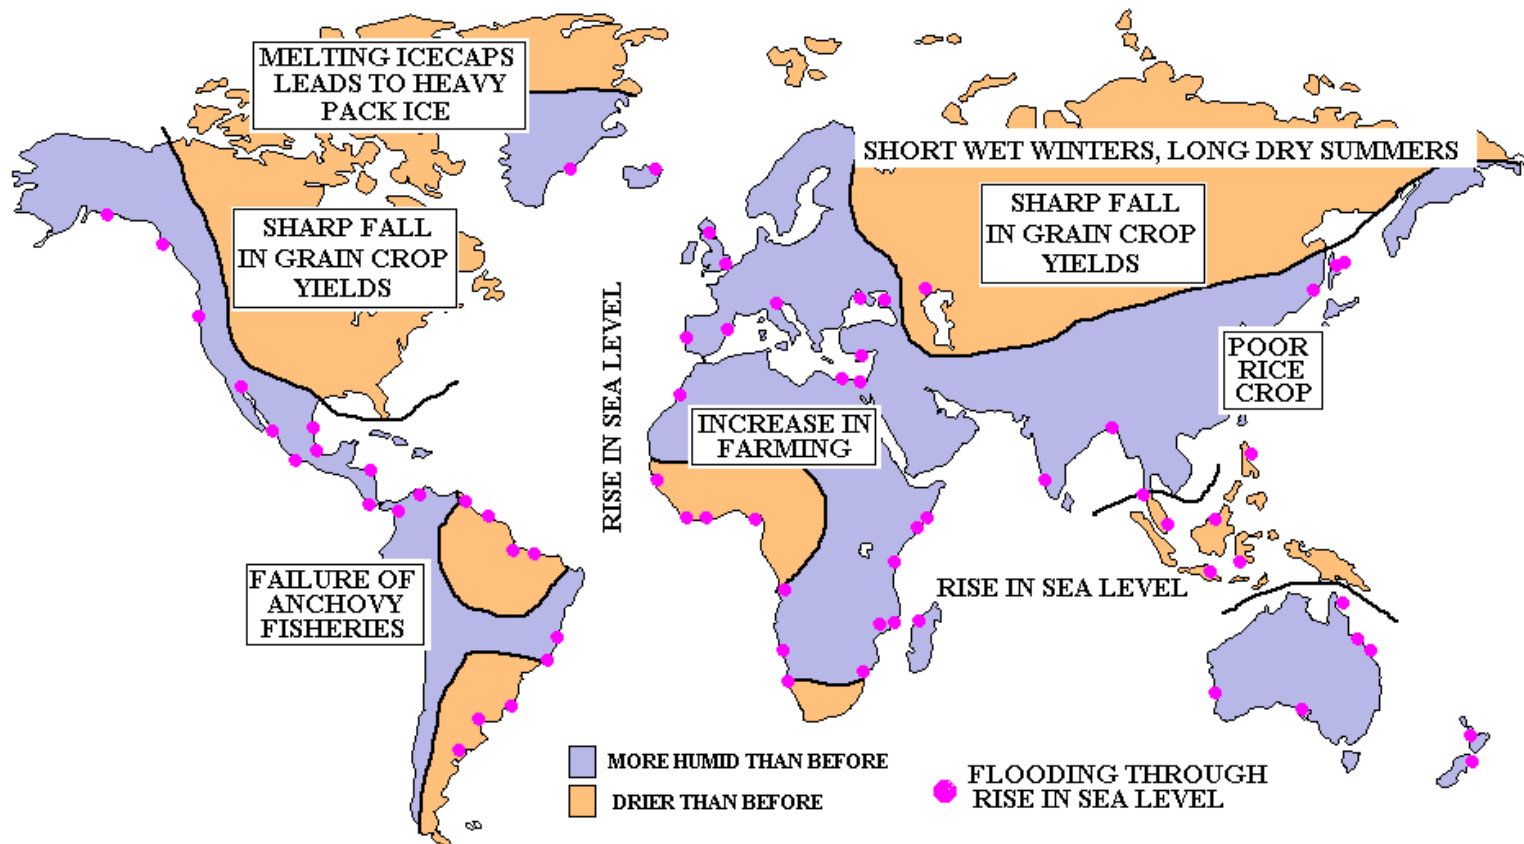 MELTING ICECAPS
LEADS TO HEAVY
PACK ICE
SHORT WET WINTERS, LONG DRY SUMMERS
SHARP FALL
IN GRAIN CROP
YIELDS
SHARP FALL
IN GRAIN CROP
YIELDS
RISE IN SEA LEVEL
POOR
RICE
CROP
INCREASE IN
FARMING
FAILURE OF
ANCHOVY
FISHERIES
RISE IN SEA LEVEL
MORE HUMID THAN BEFORE
DRIER THAN BEFORE
FLOODING THROUGH
RISE IN SEA LEVEL